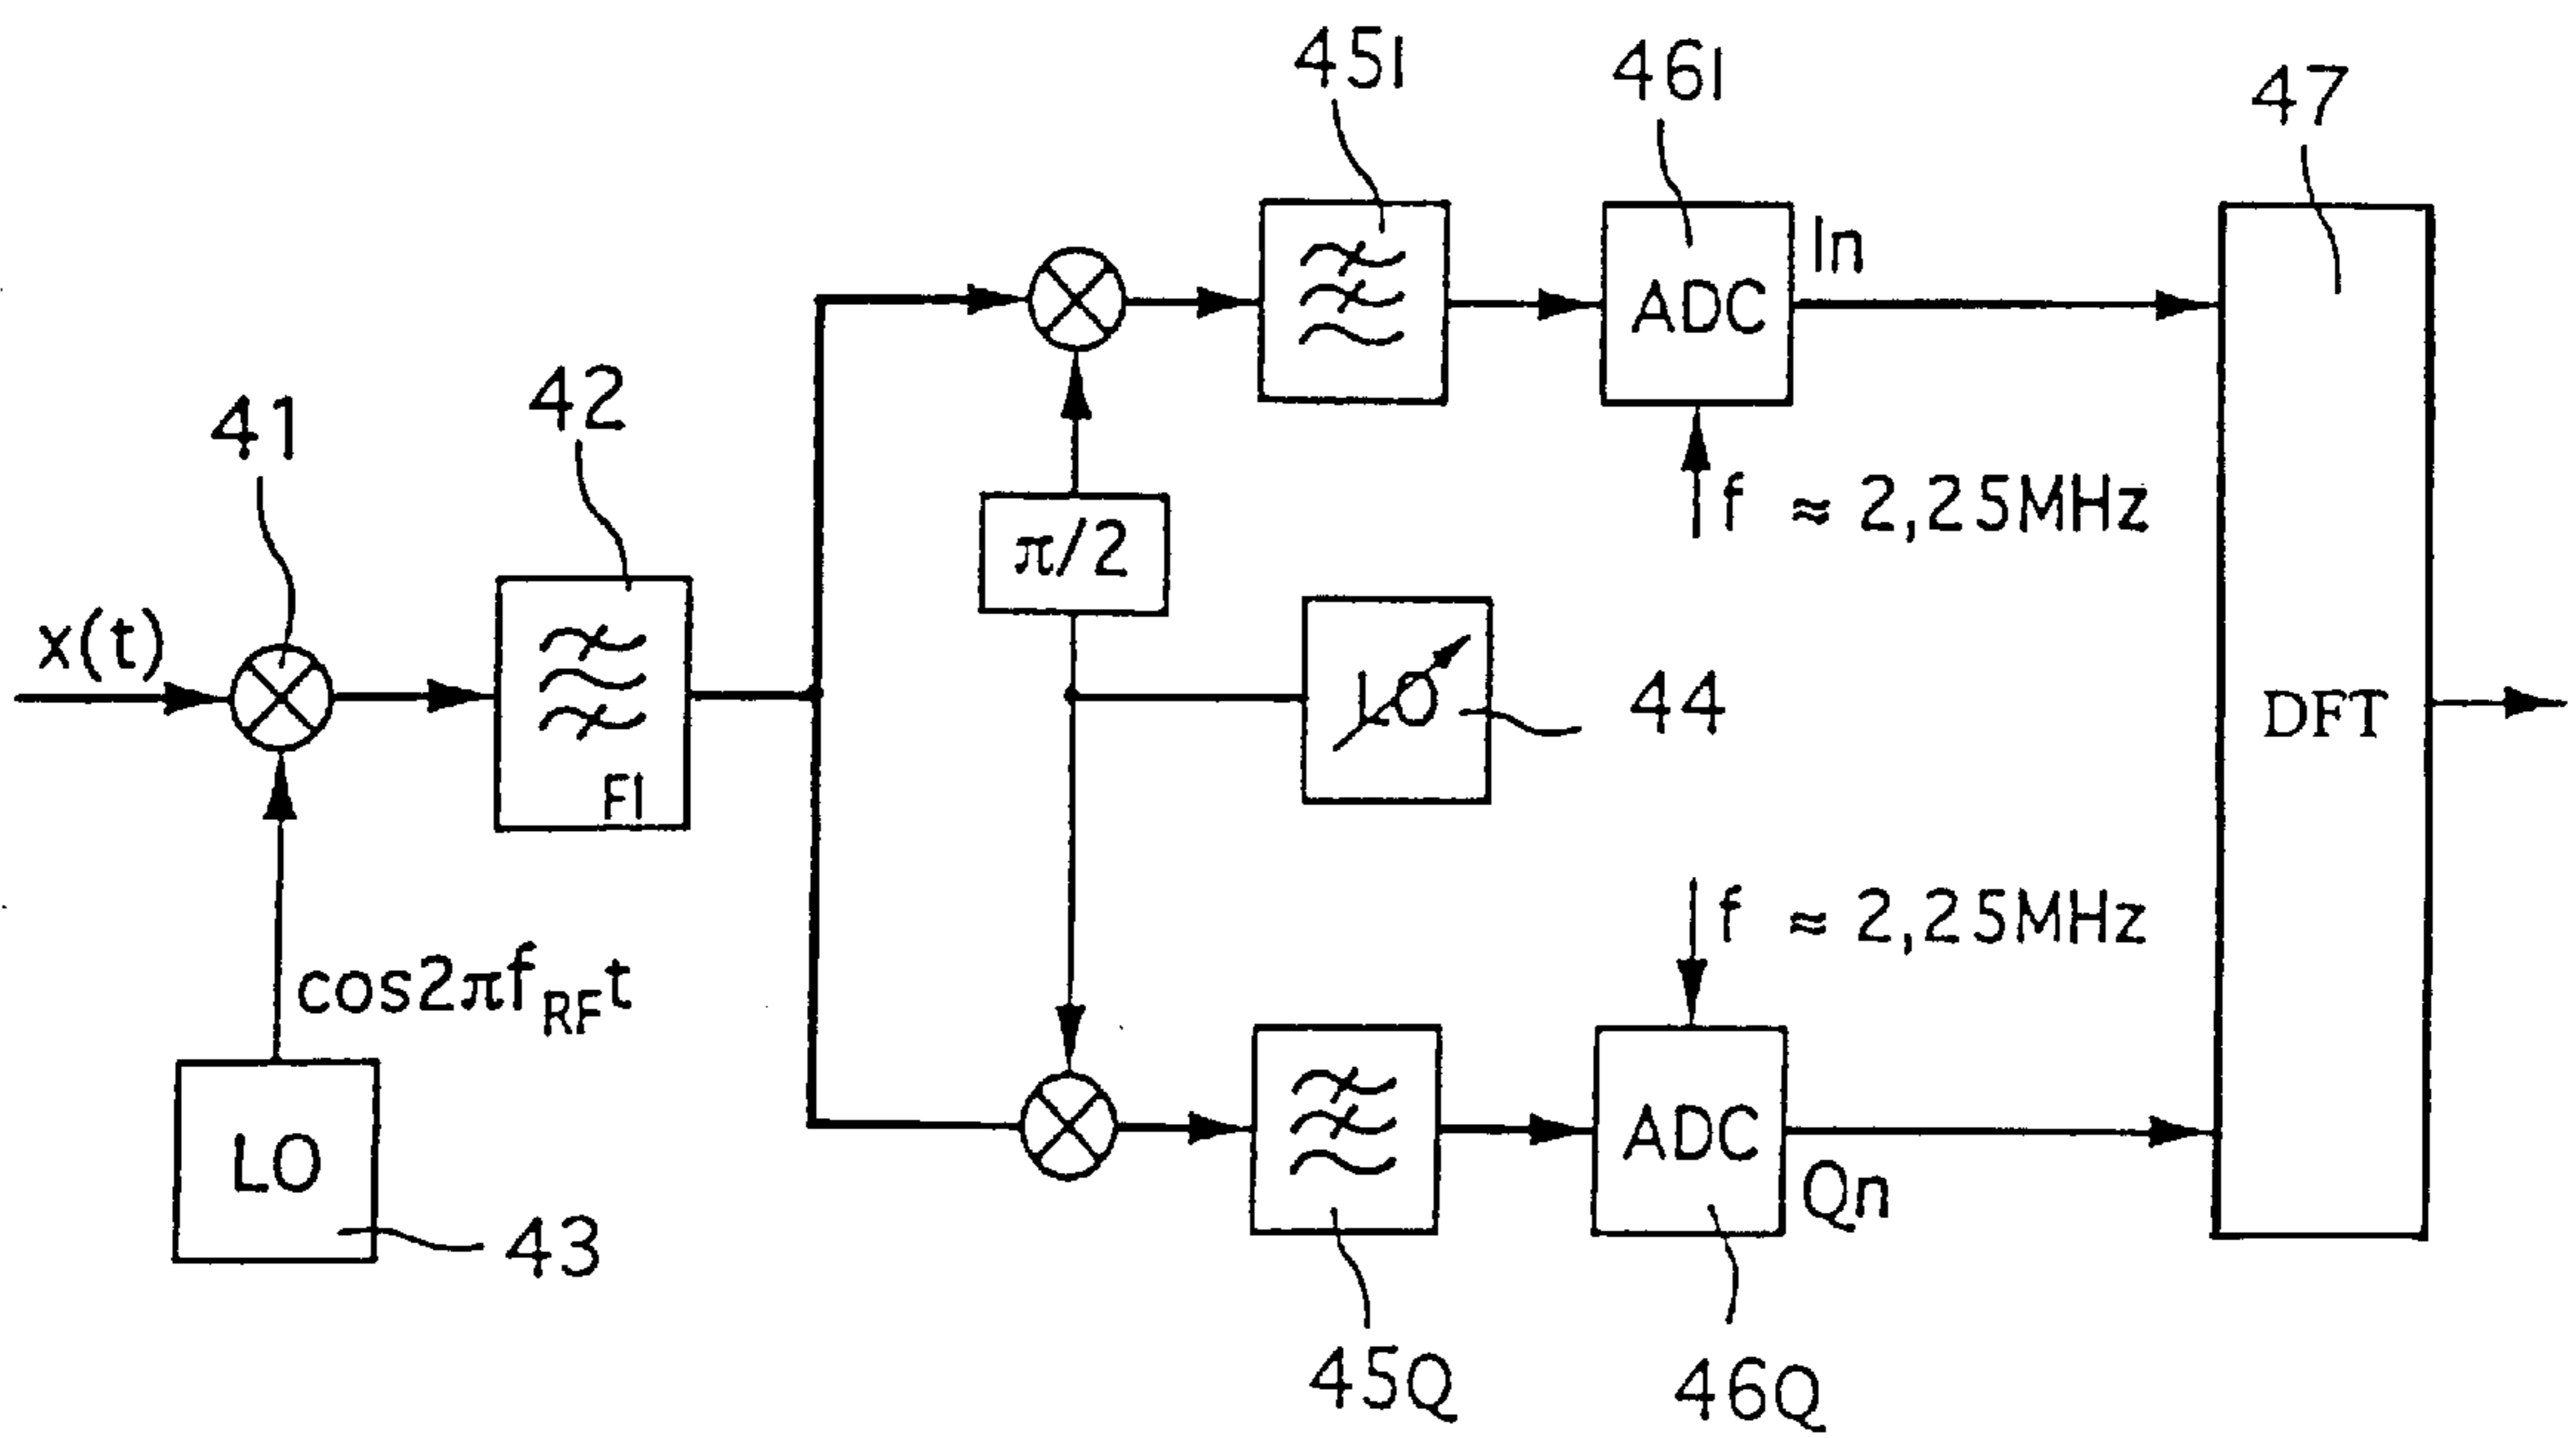 45I
46I
47
In
ADC
42
41
f ≈ 2,25MHz
π/2
x(t)
LO
44
DFT
FI
f ≈ 2,25MHz
cos2πf_RF t
LO
ADC
Qn
43
45Q
46Q